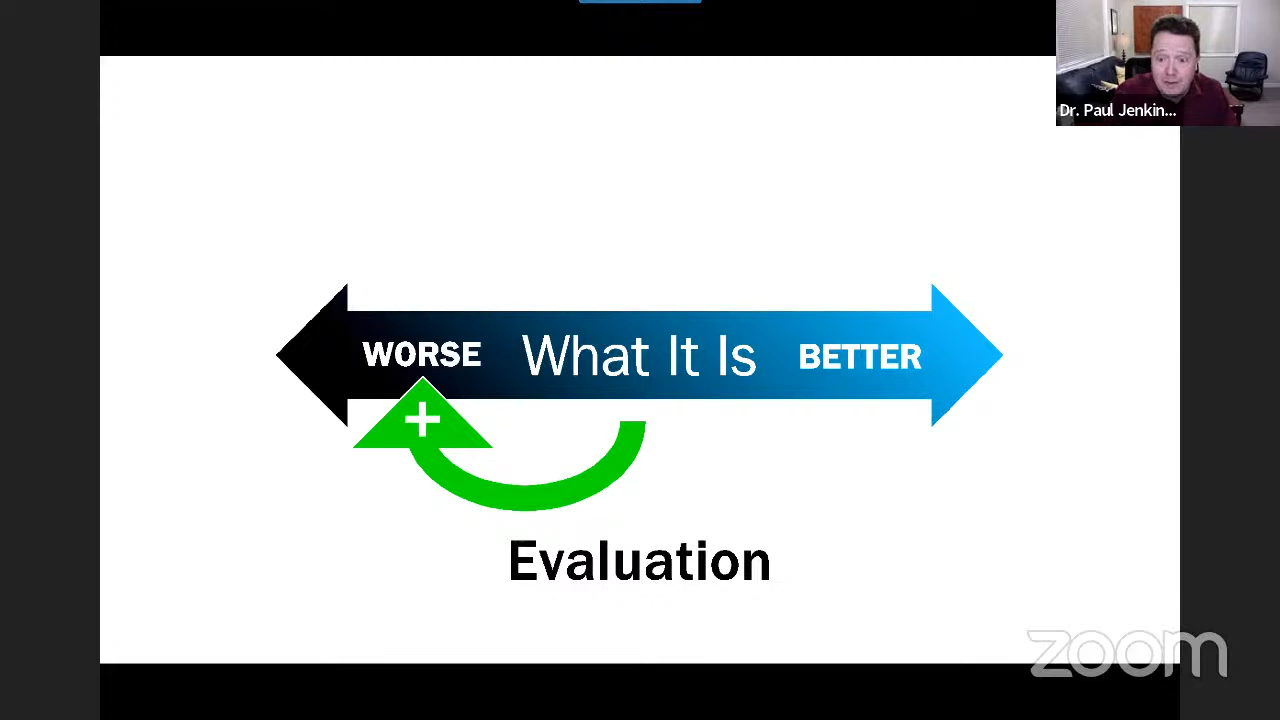 Dr. Paul Jenkin...
WORSE What It Is BETTER
+
Evaluation
zoom